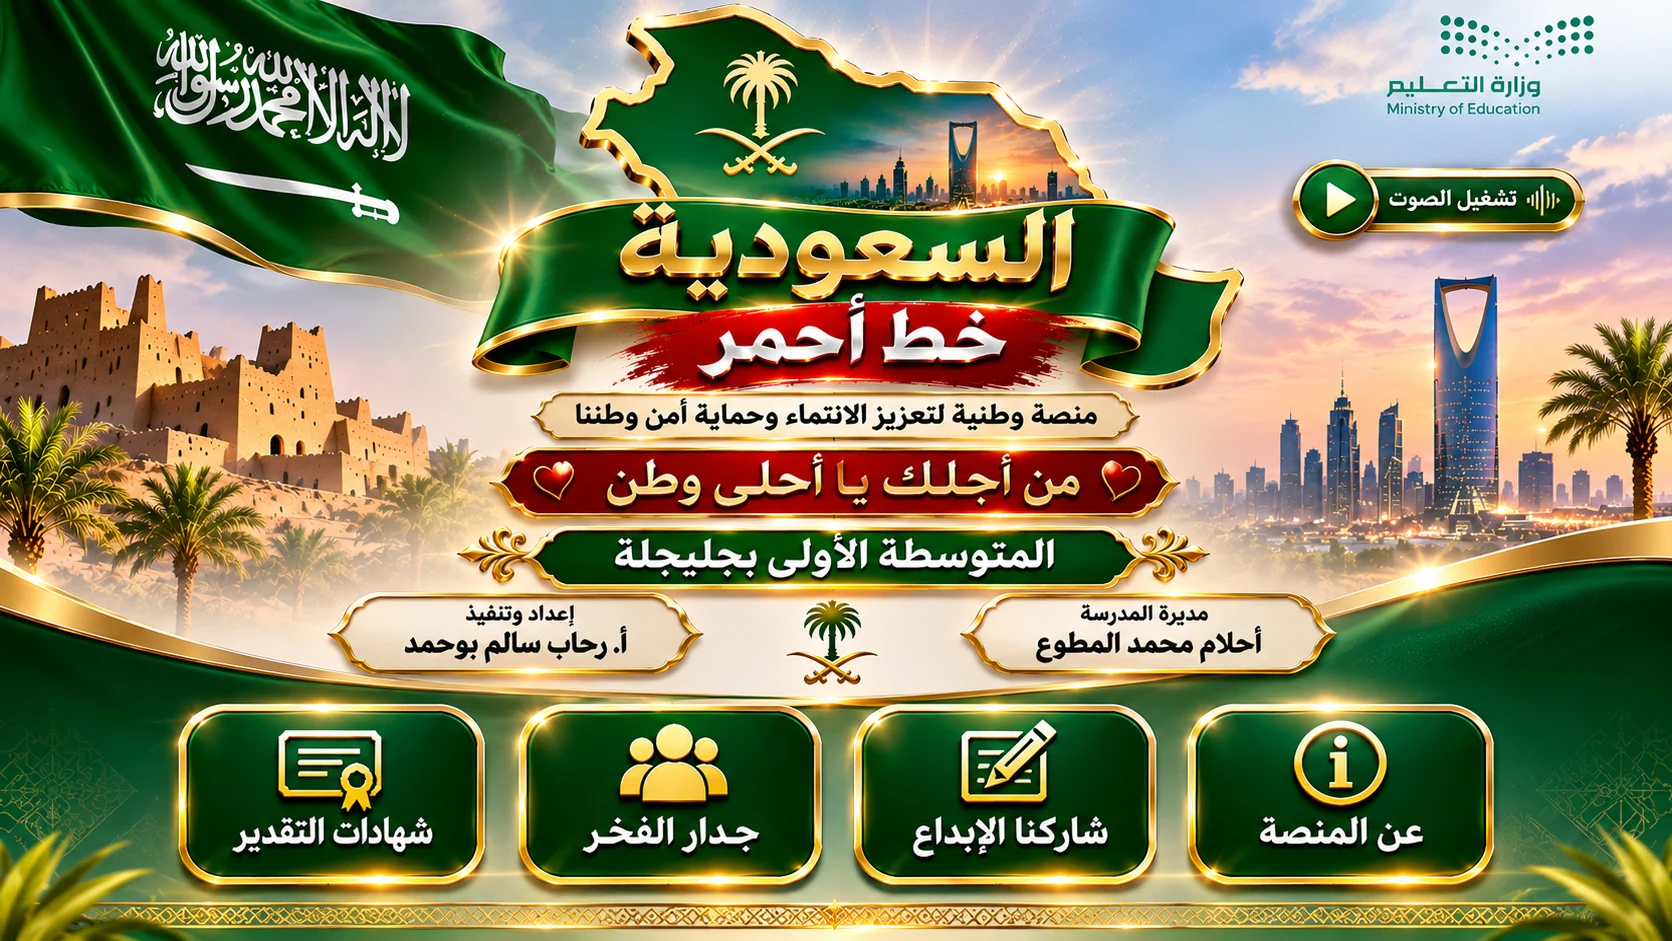 لا إله إلا الله محمد رسول الله
وزارة التعـلـيم
Ministry of Education
تشغيل الصوت
السعودية
خط أحمر
منصة وطنية لتعزيز الانتماء وحماية أمن وطننا
من أجلك يا أحلى وطن
المتوسطة الأولى بجليجلة
مديرة المدرسة
أحلام محمد المطوع
إعداد وتنفيذ
أ. رحاب سالم بوحمد
عن المنصة
شاركنا الإبداع
جدار الفخر
شهادات التقدير